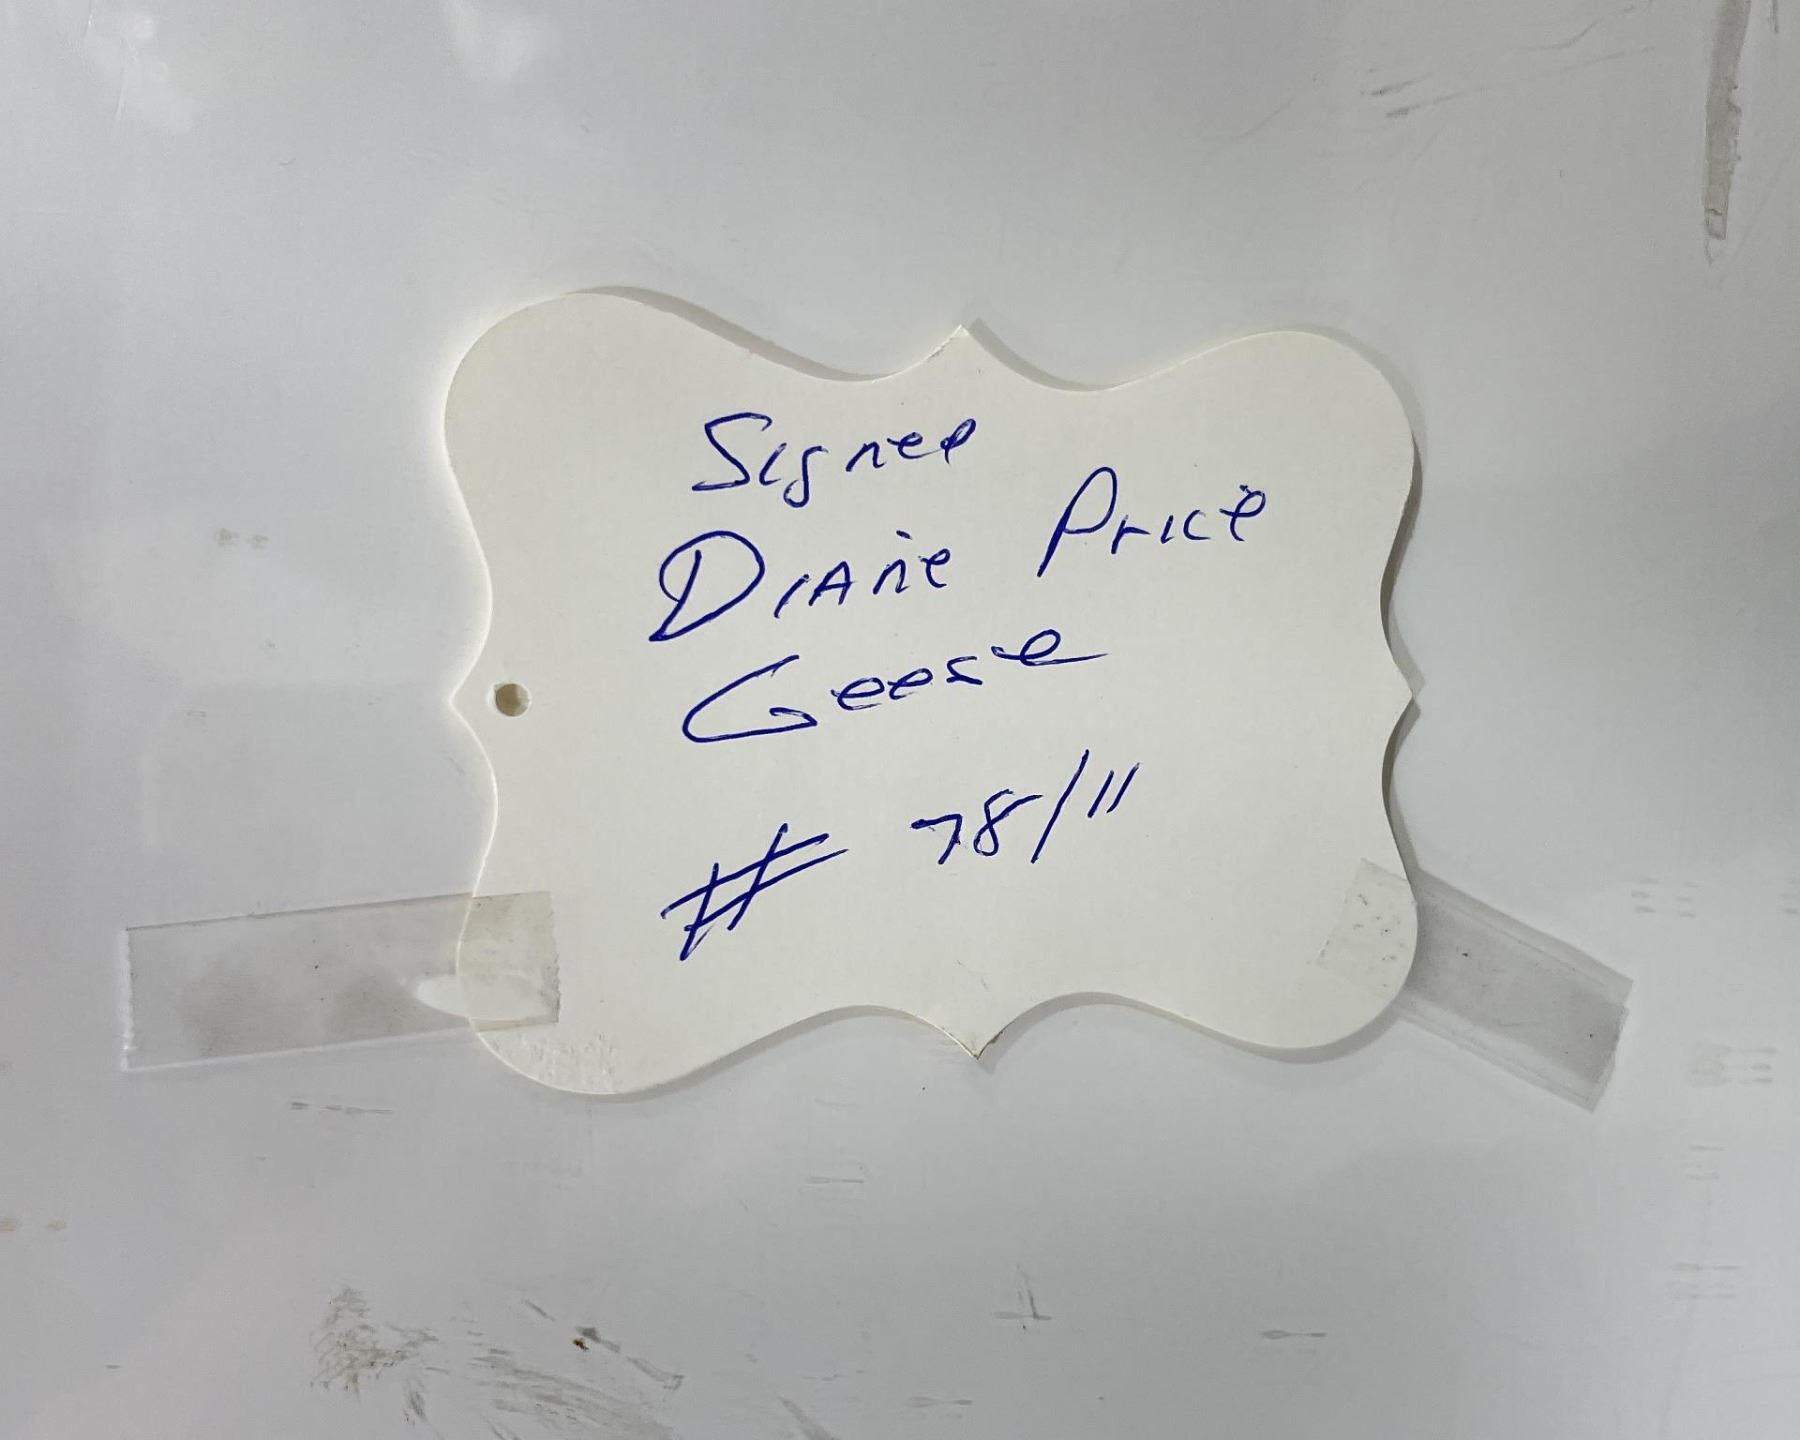 Signed
Diane Price
Geese
# 78/11